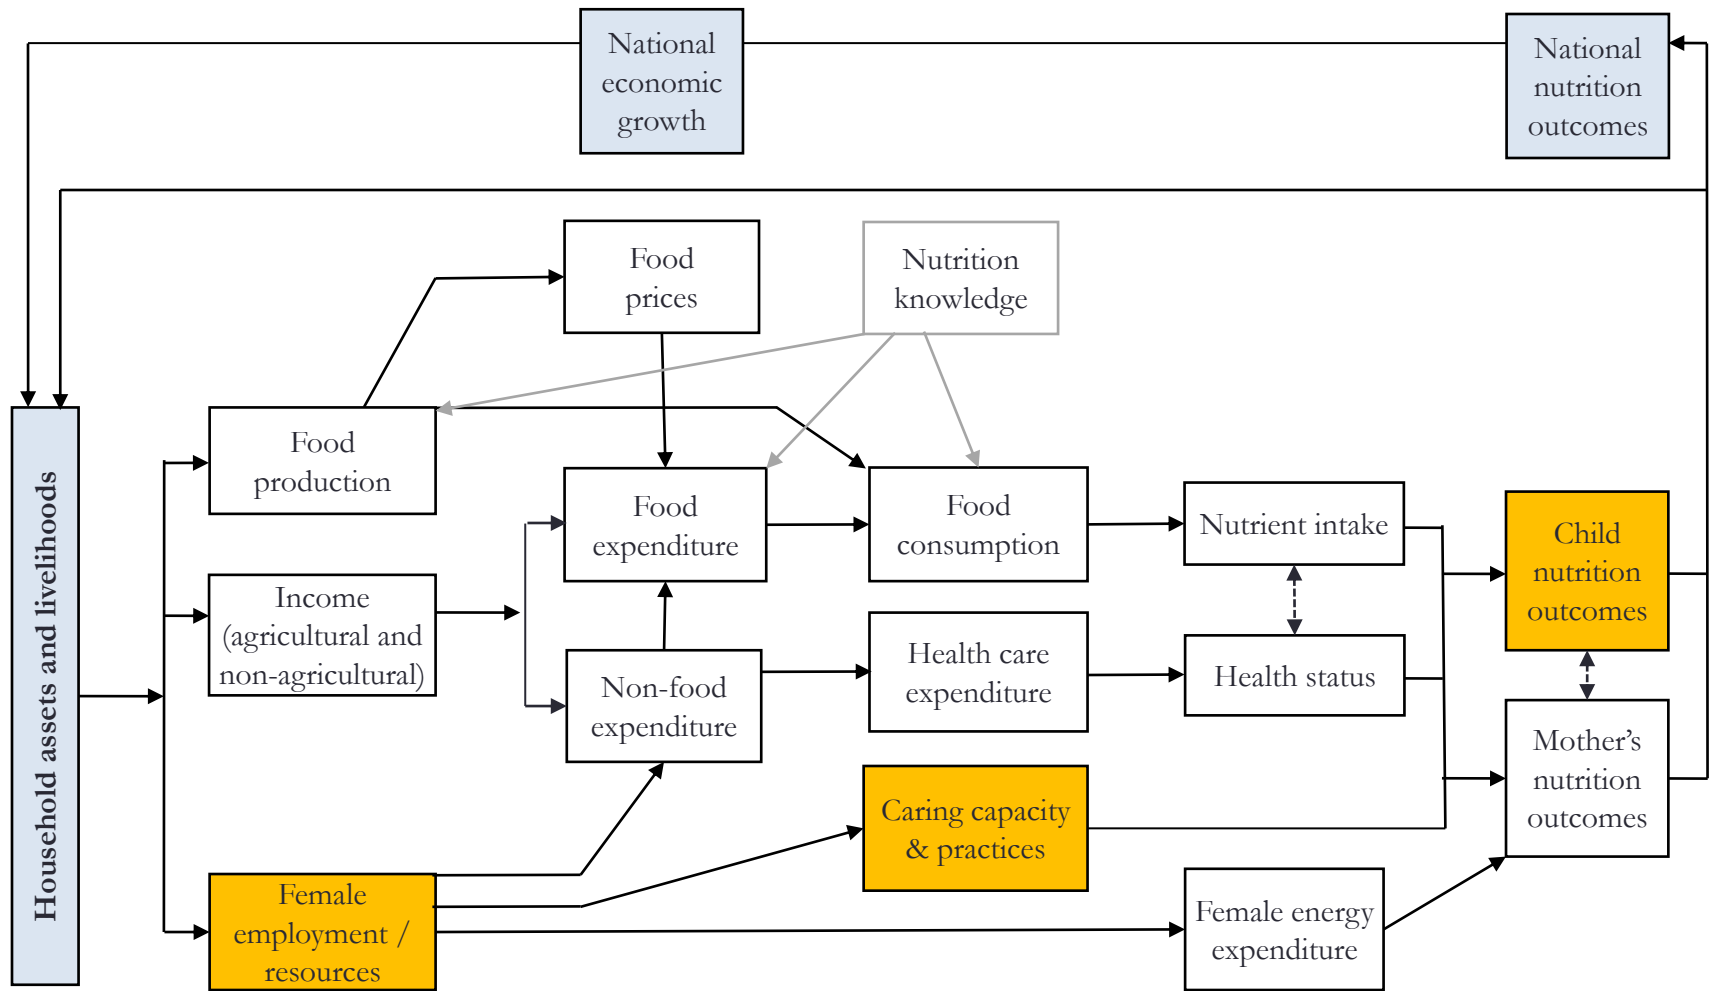 National
economic
growth
National
nutrition
outcomes
Food
prices
Nutrition
knowledge
Household assets and livelihoods
Food
production
Food
expenditure
Food
consumption
Nutrient intake
Child
nutrition
outcomes
Income
(agricultural and
non-agricultural)
Non-food
expenditure
Health care
expenditure
Health status
Mother’s
nutrition
outcomes
Caring capacity
& practices
Female
employment /
resources
Female energy
expenditure